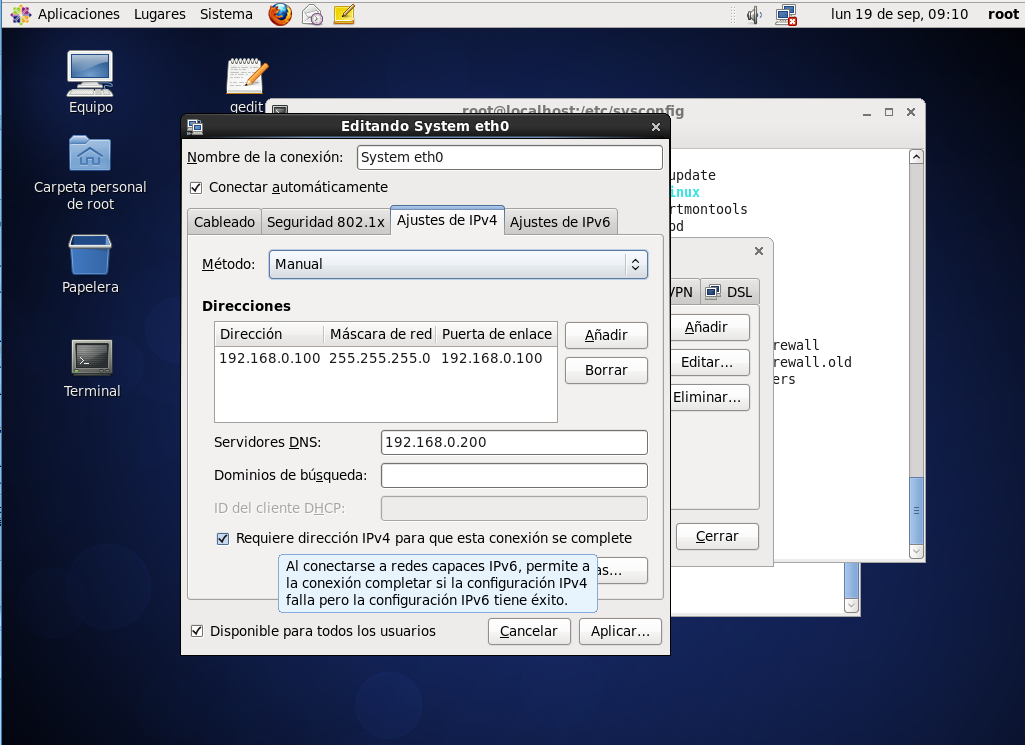 Aplicaciones Lugares Sistema lun 19 de sep, 09:10 root
Equipo
gedit
Carpeta personal
de root
Papelera
Terminal
root@localhost:/etc/sysconfig
update
inux
rtmontools
od
rewall
rewall.old
ers
VPN DSL
Añadir
Editar...
Eliminar...
Cerrar
Editando System eth0
Nombre de la conexión: System eth0
Conectar automáticamente
Cableado Seguridad 802.1x Ajustes de IPv4 Ajustes de IPv6
Método: Manual
Direcciones
Dirección Máscara de red Puerta de enlace
192.168.0.100 255.255.255.0 192.168.0.100
Añadir
Borrar
Servidores DNS: 192.168.0.200
Dominios de búsqueda:
ID del cliente DHCP:
Requiere dirección IPv4 para que esta conexión se complete
as...
Al conectarse a redes capaces IPv6, permite a
la conexión completar si la configuración IPv4
falla pero la configuración IPv6 tiene éxito.
Disponible para todos los usuarios
Cancelar Aplicar...